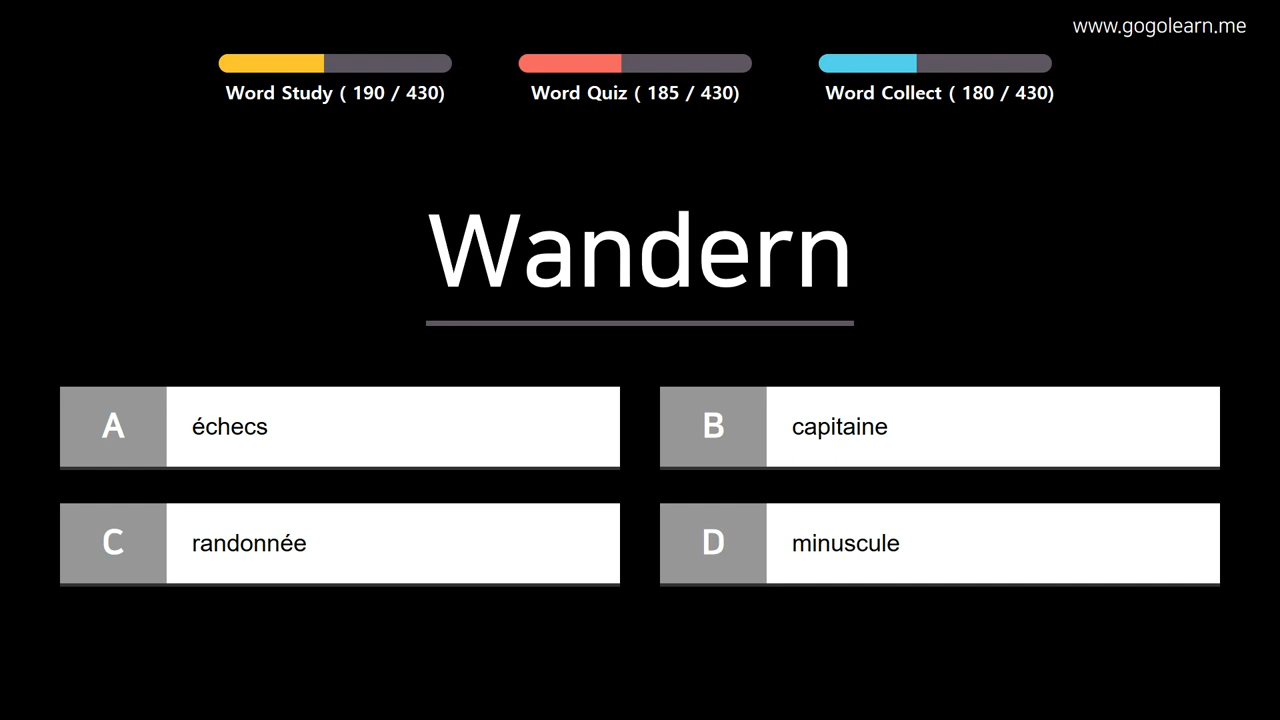 www.gogolearn.me
Word Study ( 190 / 430)
Word Quiz ( 185 / 430)
Word Collect ( 180 / 430)
Wandern
A échecs
B capitaine
C randonnée
D minuscule